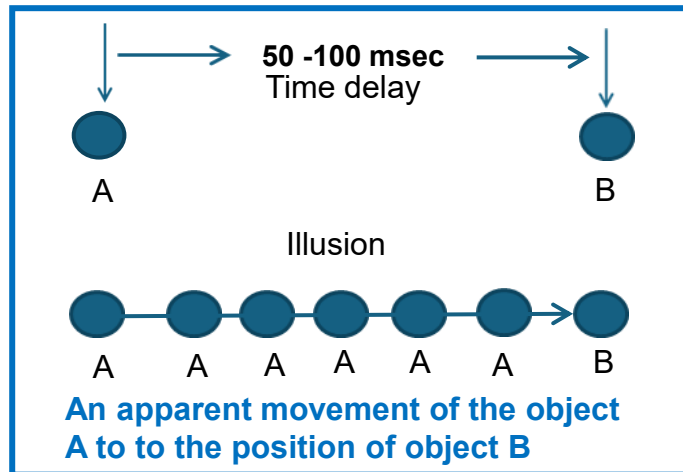 50 -100 msec
Time delay
A B
Illusion
A A A A A A B
An apparent movement of the object
A to to the position of object B